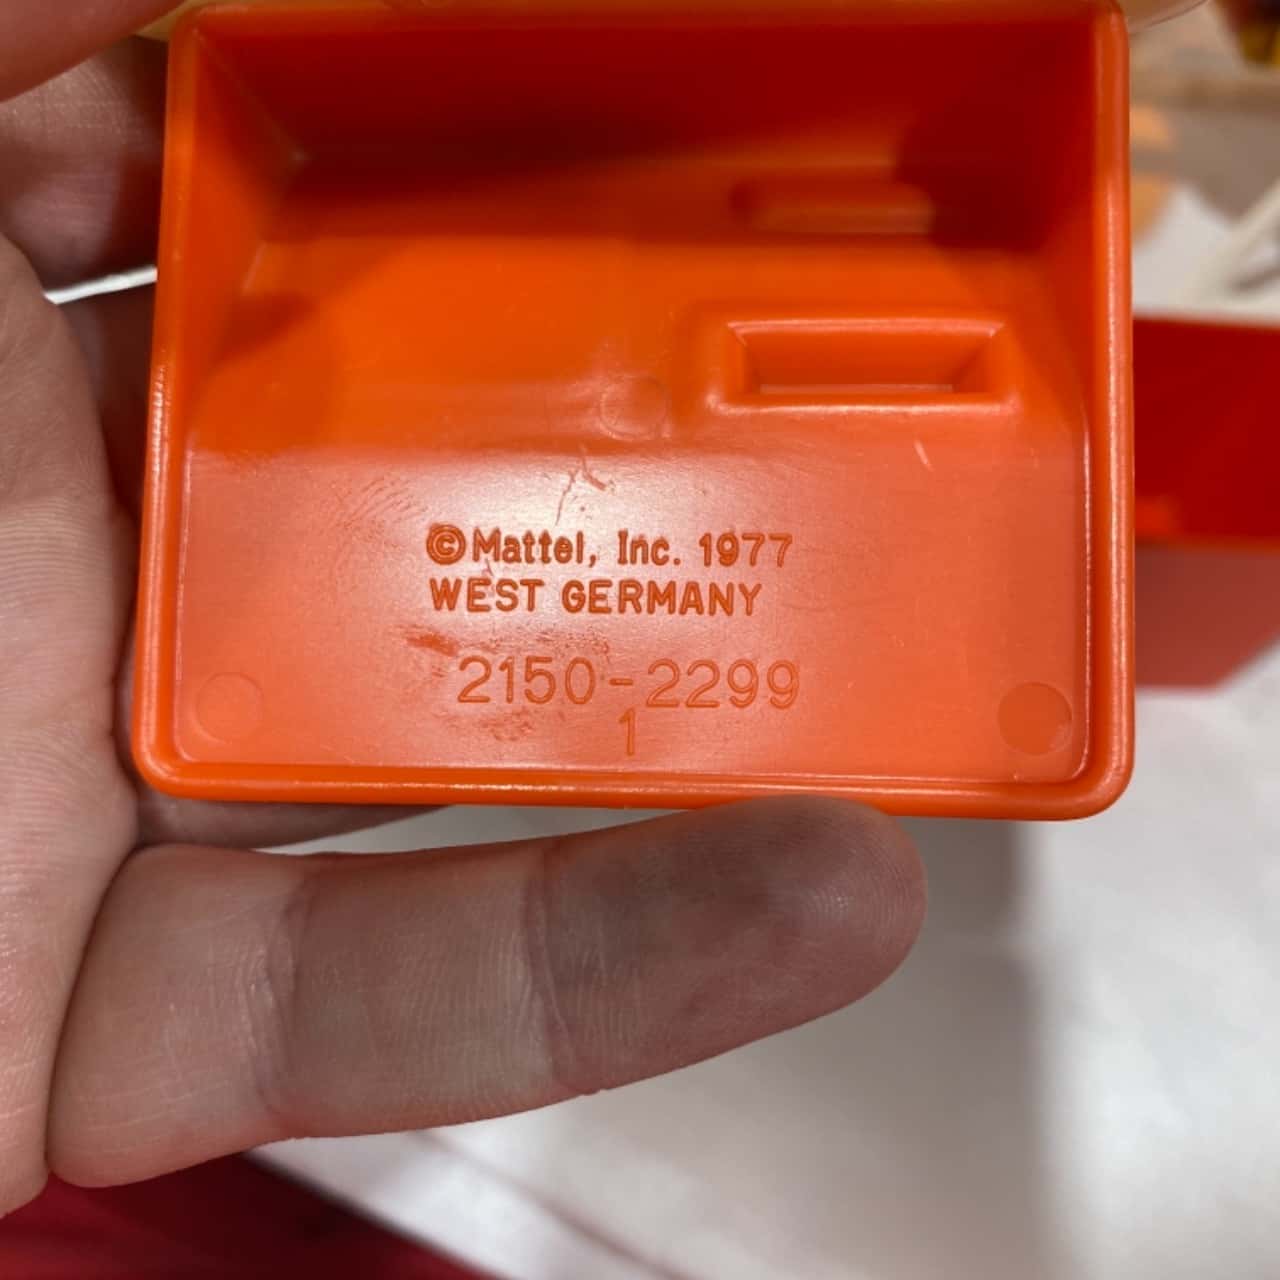 ©Mattel, Inc. 1977
WEST GERMANY
2150-2299
1